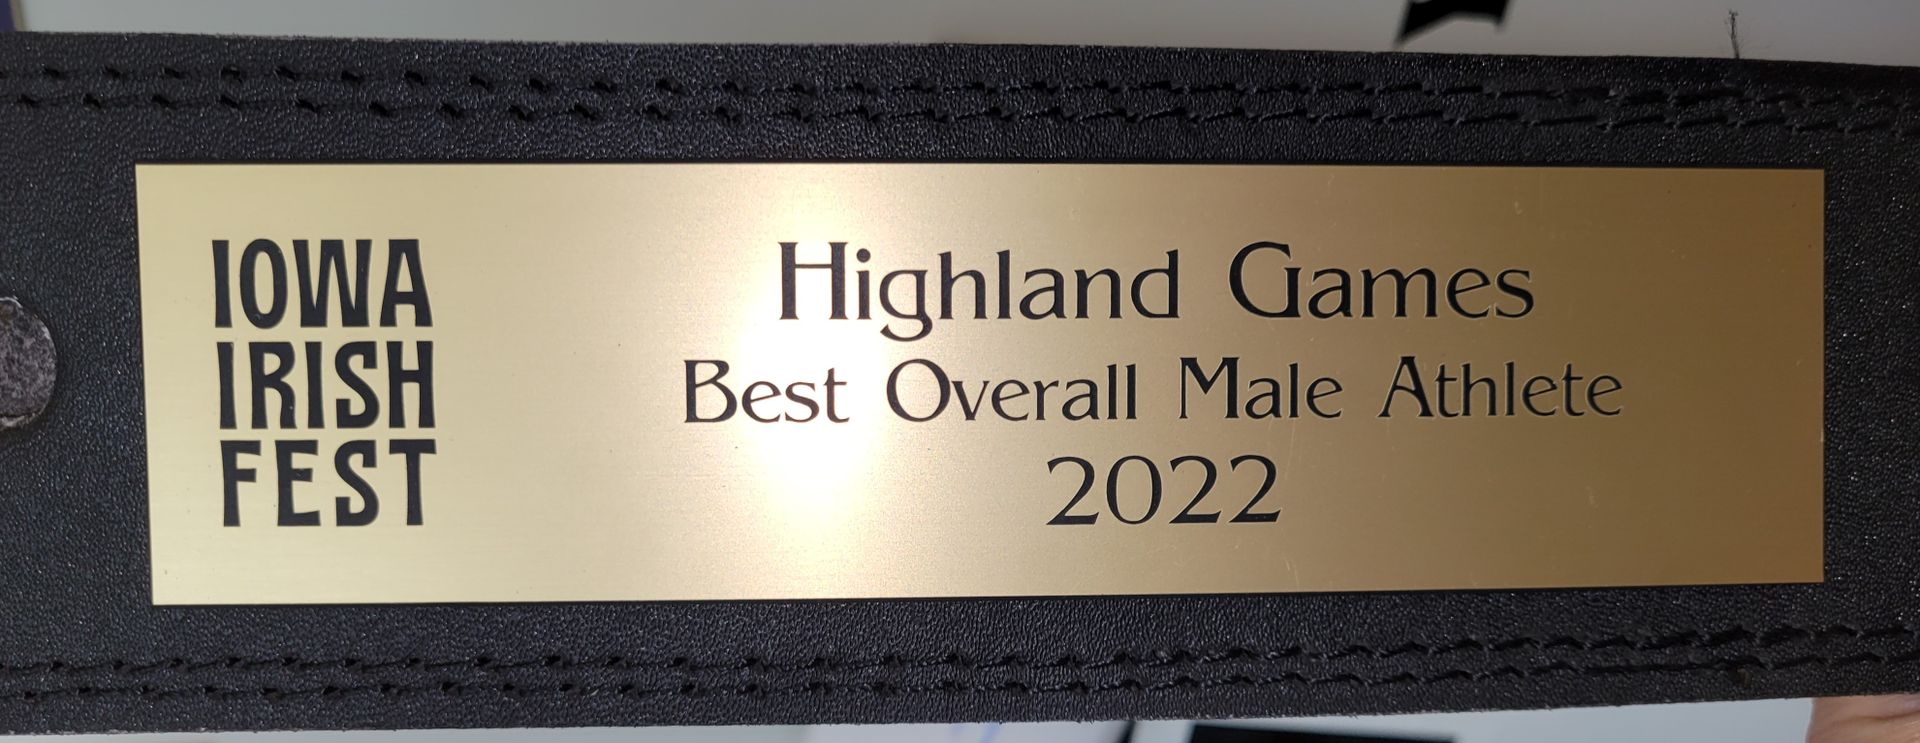 IOWA
IRISH
FEST
Highland Games
Best Overall Male Athlete
2022